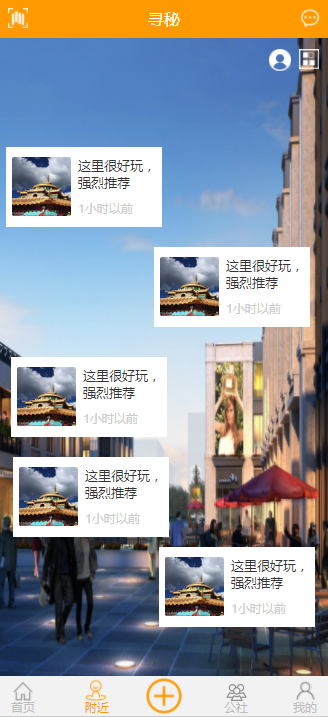 寻秘
这里很好玩，
强烈推荐
1小时以前
这里很好玩，
强烈推荐
1小时以前
这里很好玩，
强烈推荐
1小时以前
这里很好玩，
强烈推荐
1小时以前
这里很好玩，
强烈推荐
1小时以前
首页
附近
公社
我的